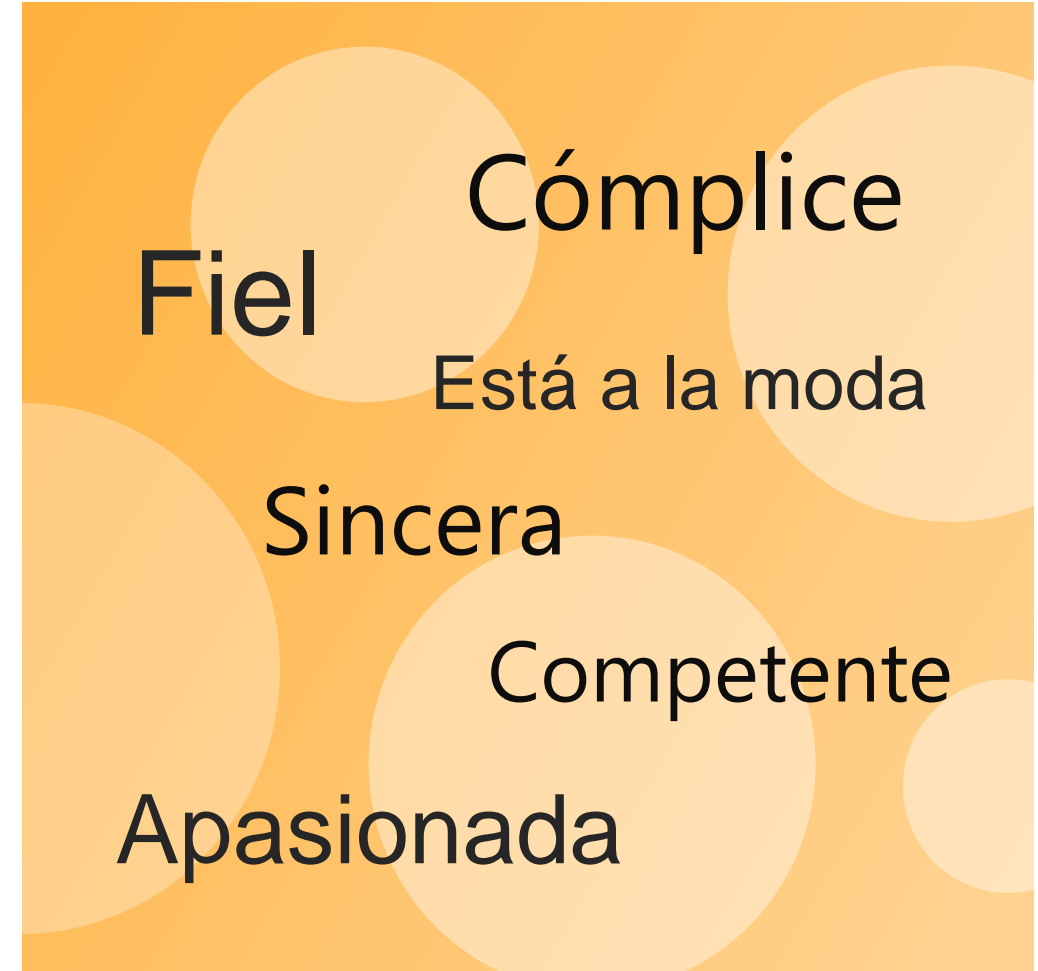 Cómplice
Fiel
Está a la moda
Sincera
Competente
Apasionada